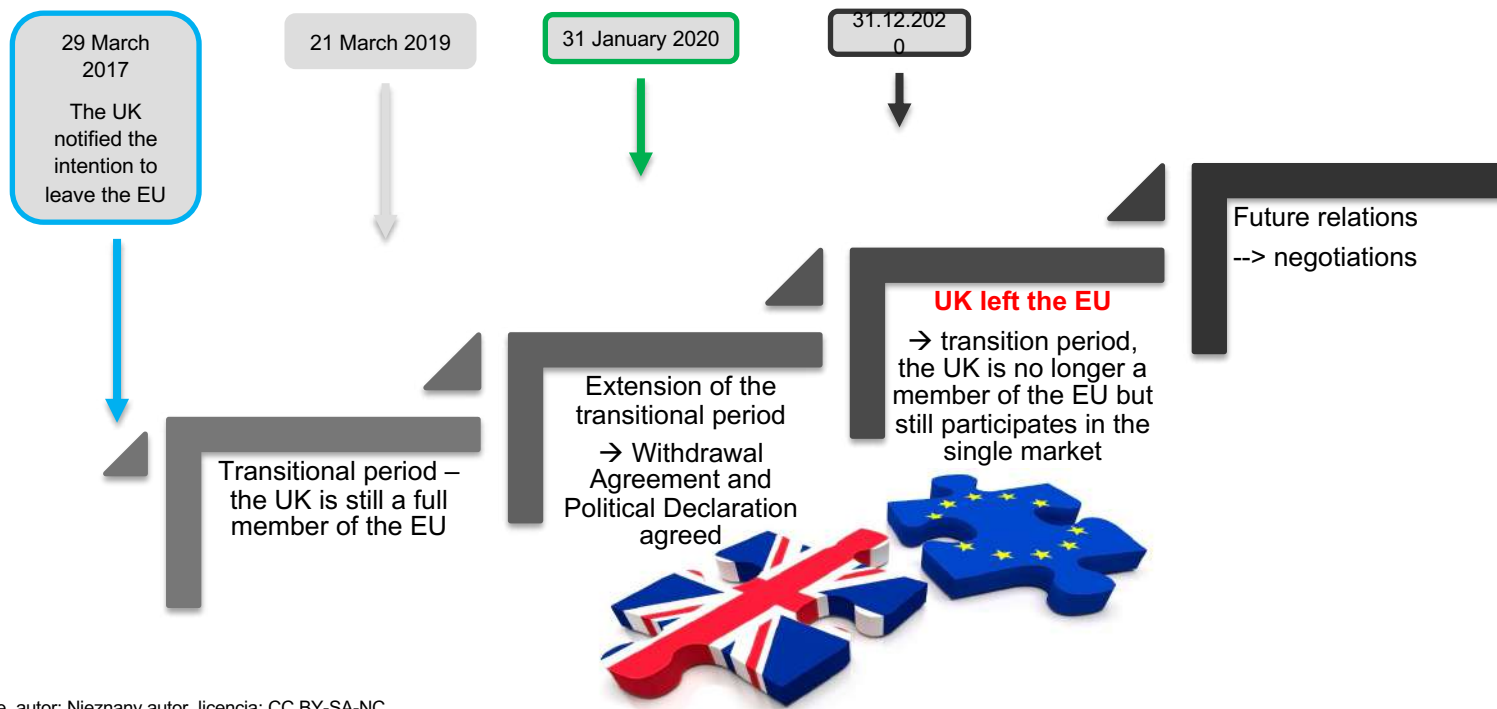 29 March
2017
The UK
notified the
intention to
leave the EU
21 March 2019
31 January 2020
31.12.202
0
Transitional period –
the UK is still a full
member of the EU
Extension of the
transitional period
→ Withdrawal
Agreement and
Political Declaration
agreed
UK left the EU
→ transition period,
the UK is no longer a
member of the EU but
still participates in the
single market
Future relations
--> negotiations
autor: Nieznany autor, licencja: CC BY-SA-NC